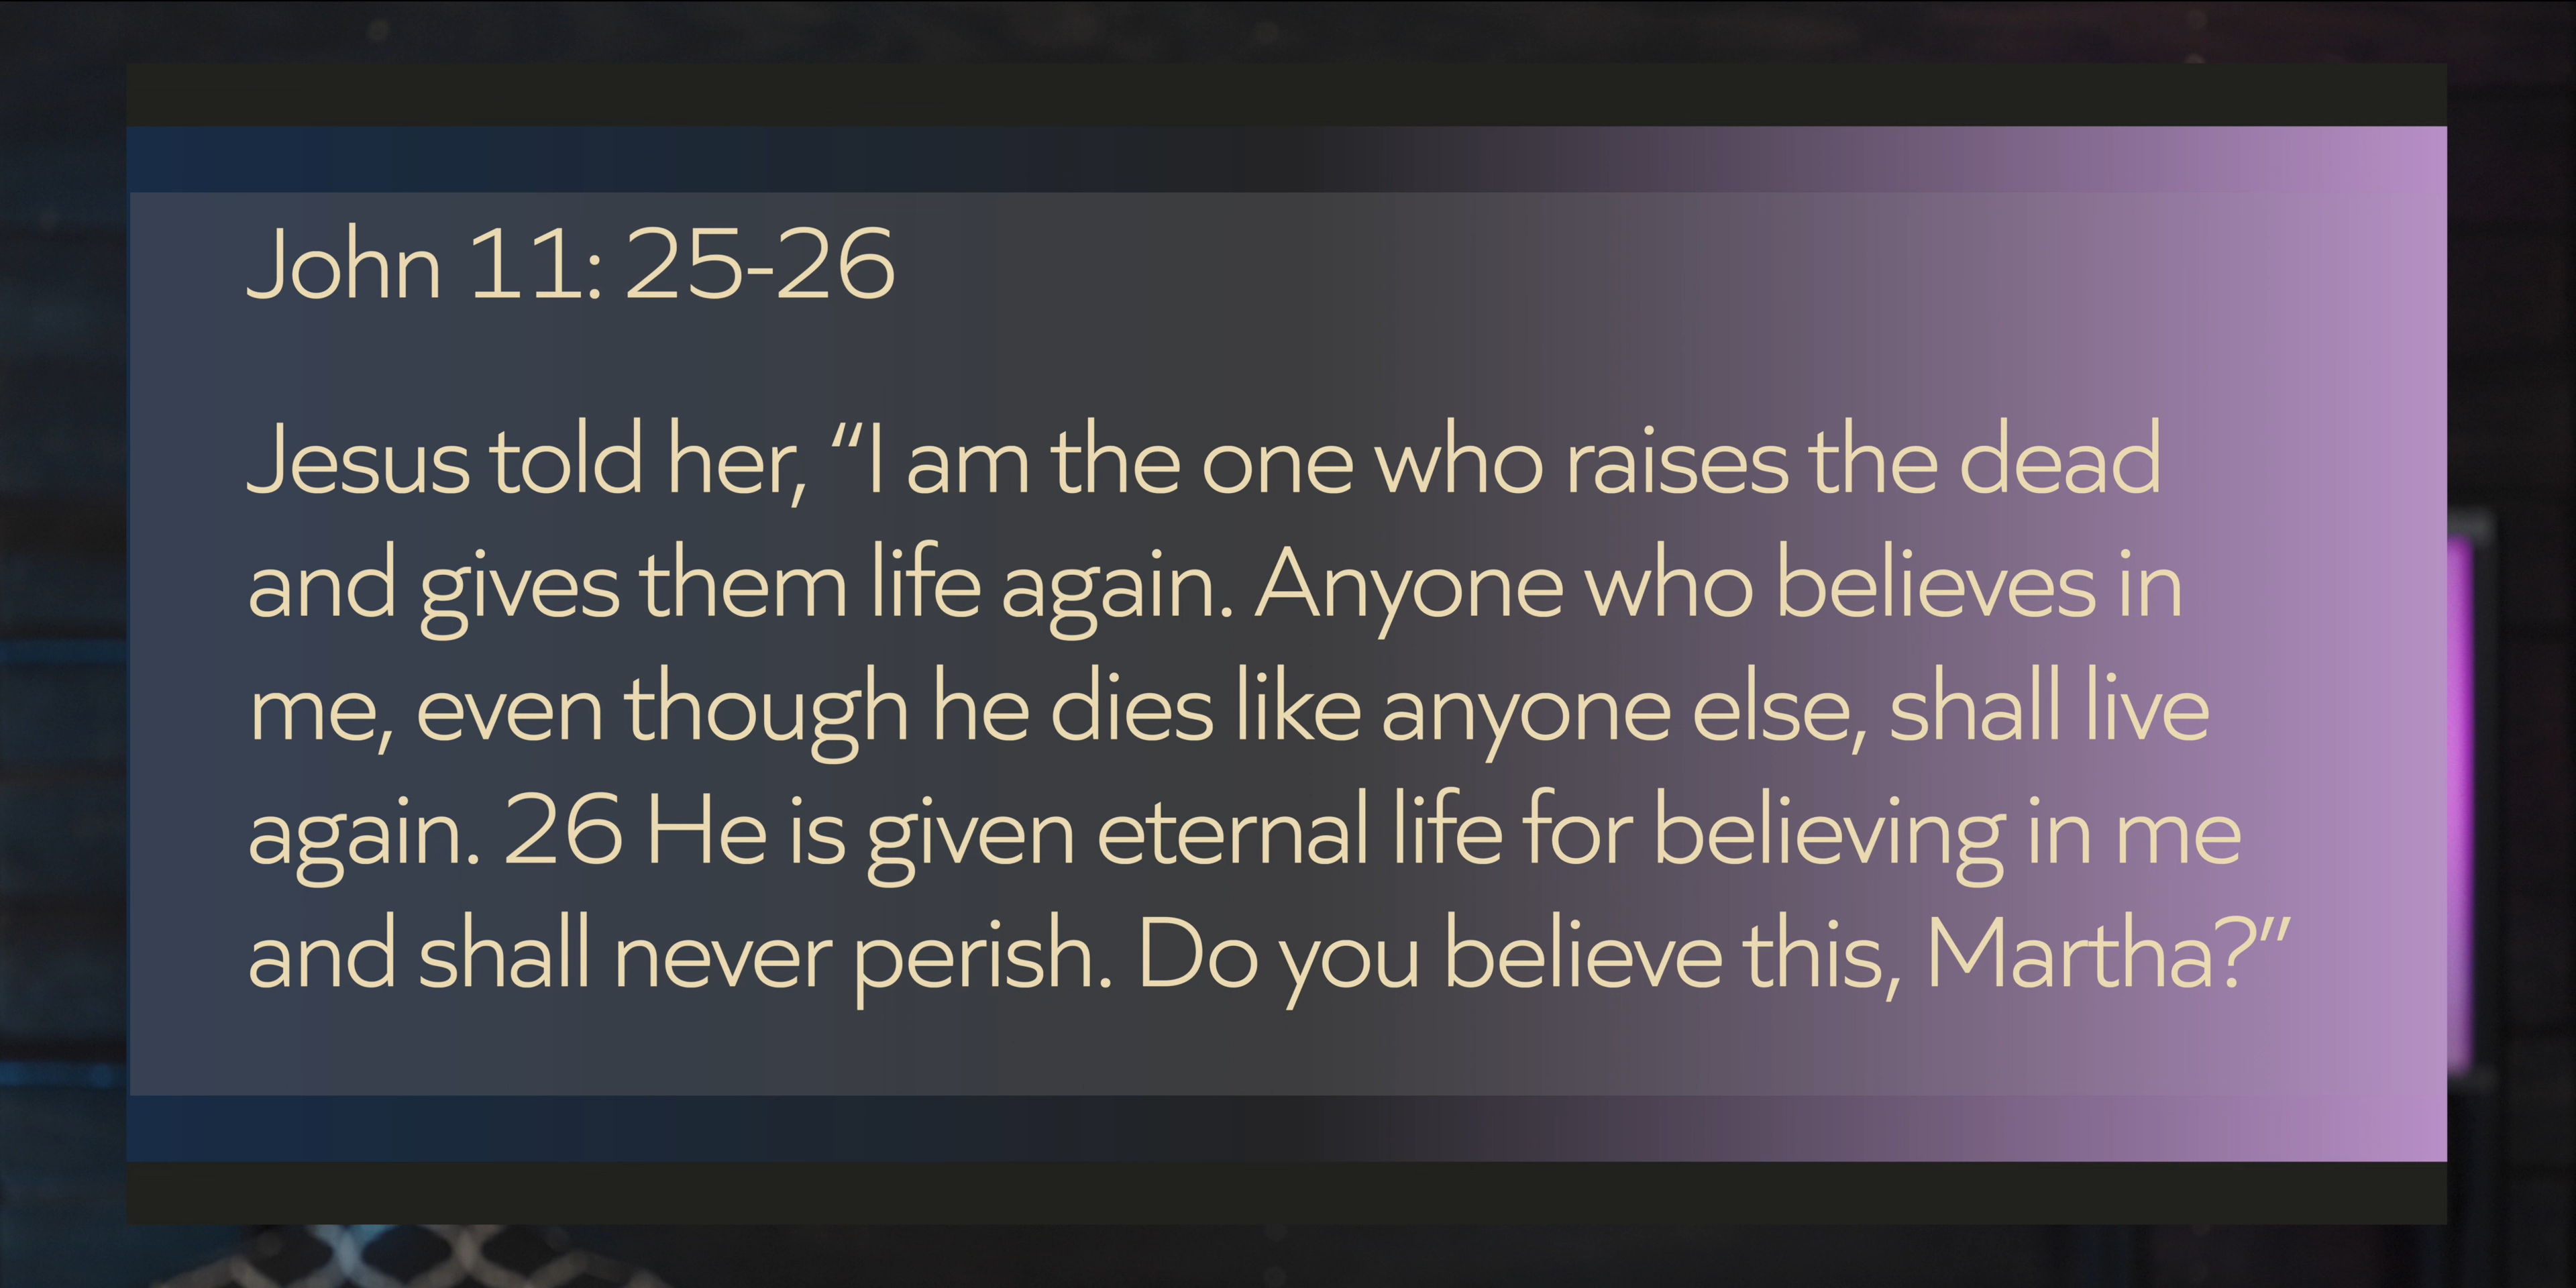 John 11: 25-26
Jesus told her, “I am the one who raises the dead
and gives them life again. Anyone who believes in
me, even though he dies like anyone else, shall live
again. 26 He is given eternal life for believing in me
and shall never perish. Do you believe this, Martha?”